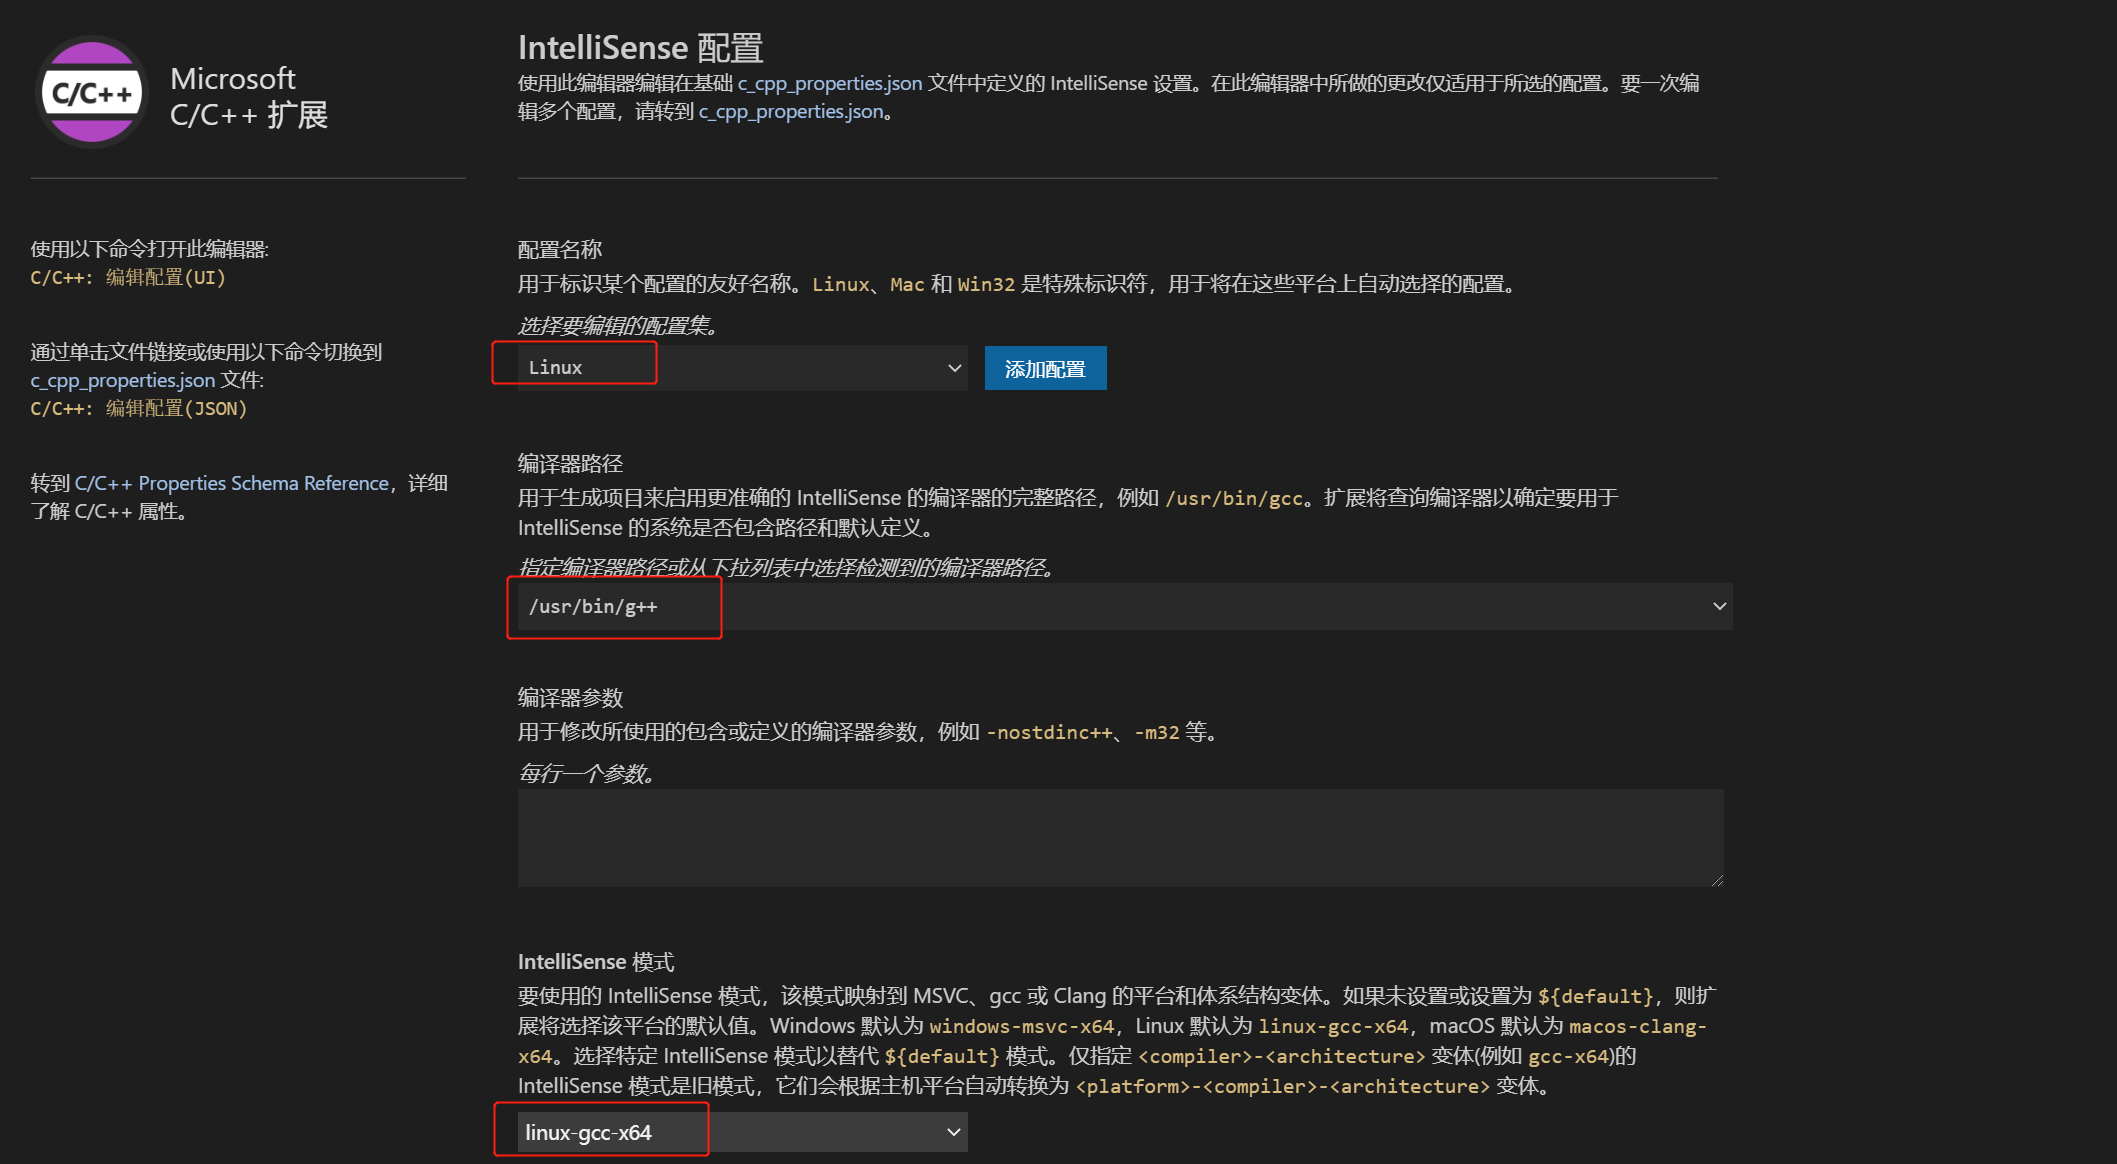 C/C++
Microsoft
C/C++ 扩展
使用以下命令打开此编辑器:
C/C++: 编辑配置(UI)
通过单击文件链接或使用以下命令切换到
c_cpp_properties.json 文件:
C/C++: 编辑配置(JSON)
转到 C/C++ Properties Schema Reference，详细
了解 C/C++ 属性。
IntelliSense 配置
使用此编辑器编辑在基础 c_cpp_properties.json 文件中定义的 IntelliSense 设置。在此编辑器中所做的更改仅适用于所选的配置。要一次编
辑多个配置，请转到 c_cpp_properties.json。
配置名称
用于标识某个配置的友好名称。Linux、Mac 和 Win32 是特殊标识符，用于将在这些平台上自动选择的配置。
选择要编辑的配置集。
Linux
添加配置
编译器路径
用于生成项目来启用更准确的 IntelliSense 的编译器的完整路径，例如 /usr/bin/gcc。扩展将查询编译器以确定要用于
IntelliSense 的系统是否包含路径和默认定义。
指定编译器路径或从下拉列表中选择检测到的编译器路径。
/usr/bin/g++
编译器参数
用于修改所使用的包含或定义的编译器参数，例如 -nostdinc++、-m32 等。
每行一个参数。
IntelliSense 模式
要使用的 IntelliSense 模式，该模式映射到 MSVC、gcc 或 Clang 的平台和体系结构变体。如果未设置或设置为 ${default}，则扩
展将选择该平台的默认值。Windows 默认为 windows-msvc-x64，Linux 默认为 linux-gcc-x64，macOS 默认为 macos-clang-
x64。选择特定 IntelliSense 模式以替代 ${default} 模式。仅指定 <compiler>-<architecture> 变体(例如 gcc-x64)的
IntelliSense 模式是旧模式，它们会根据主机平台自动转换为 <platform>-<compiler>-<architecture> 变体。
linux-gcc-x64